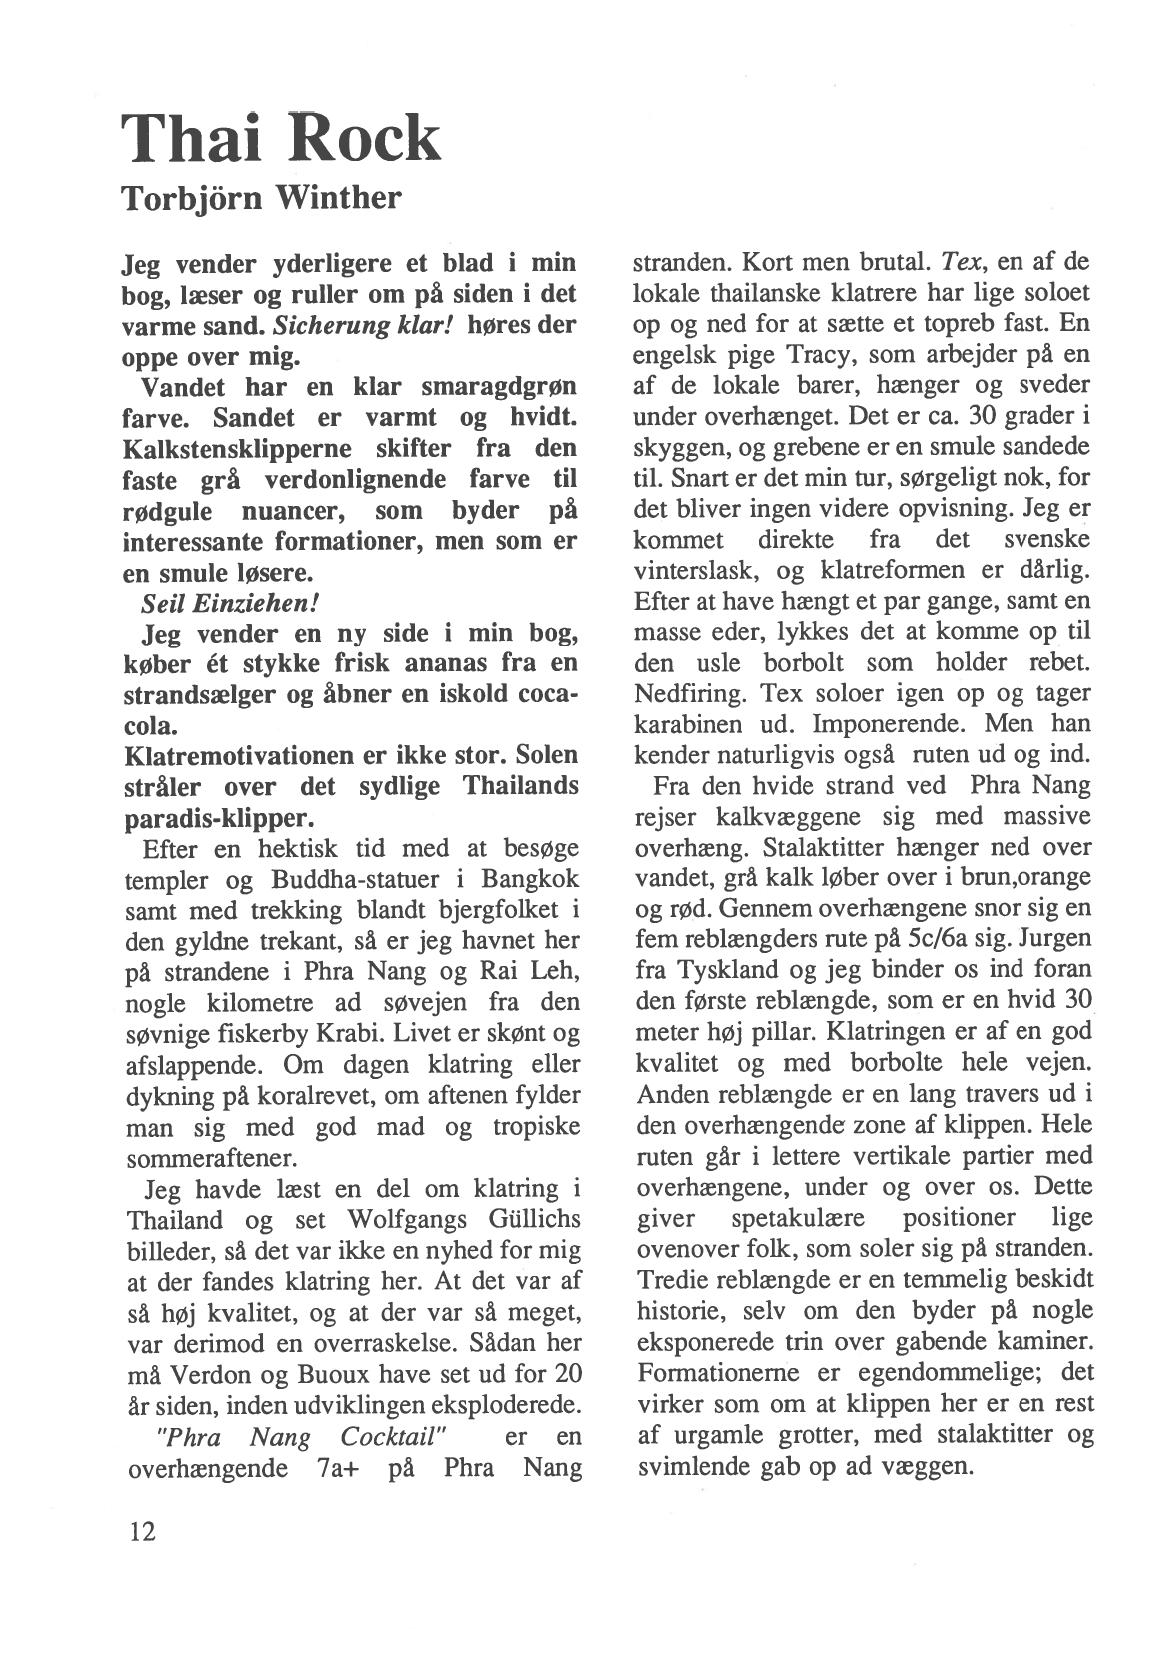 Thai Rock
Torbjörn Winther
Jeg vender yderligere et blad i min
bog, læser og ruller om på siden i det
varme sand. Sicherung klar! høres der
oppe over mig.
Vandet har en klar smaragdgrøn
farve. Sandet er varmt og hvidt.
Kalkstensklipperne skifter fra den
faste grå verdonlignende farve til
rødgule nuancer, som byder på
interessante formationer, men som er
en smule løsere.
Seil Einziehen!
Jeg vender en ny side i min bog,
køber ét stykke frisk ananas fra en
strandsælger og åbner en iskold coca-
cola.
Klatremotivationen er ikke stor. Solen
stråler over det sydlige Thailands
paradis-klipper.
Efter en hektisk tid med at besøge
templer og Buddha-statuer i Bangkok
samt med trekking blandt bjergfolket i
den gyldne trekant, så er jeg havnet her
på strandene i Phra Nang og Rai Leh,
nogle kilometre ad søvejen fra den
søvnige fiskerby Krabi. Livet er skønt og
afslappende. Om dagen klatring eller
dykning på koralrevet, om aftenen fylder
man sig med god mad og tropiske
sommeraftener.
Jeg havde læst en del om klatring i
Thailand og set Wolfgangs Güllichs
billeder, så det var ikke en nyhed for mig
at der fandes klatring her. At det var af
så høj kvalitet, og at der var så meget,
var derimod en overraskelse. Sådan her
må Verdon og Buoux have set ud for 20
år siden, inden udviklingen eksploderede.
"Phra Nang Cocktail" er en
overhængende 7a+ på Phra Nang
stranden. Kort men brutal. Tex, en af de
lokale thailanske klatrere har lige soloet
op og ned for at sætte et topreb fast. En
engelsk pige Tracy, som arbejder på en
af de lokale barer, hænger og sveder
under overhænget. Det er ca. 30 grader i
skyggen, og grebene er en smule sandede
til. Snart er det min tur, sørgeligt nok, for
det bliver ingen videre opvisning. Jeg er
kommet direkte fra det svenske
vinterslask, og klatreformen er dårlig.
Efter at have hængt et par gange, samt en
masse eder, lykkes det at komme op til
den usle borbolt som holder rebet.
Nedfiring. Tex soloer igen op og tager
karabinen ud. Imponerende. Men han
kender naturligvis også ruten ud og ind.
Fra den hvide strand ved Phra Nang
rejser kalkvæggene sig med massive
overhæng. Stalaktitter hænger ned over
vandet, grå kalk løber over i brun,orange
og rød. Gennem overhængene snor sig en
fem reblængders rute på 5c/6a sig. Jurgen
fra Tyskland og jeg binder os ind foran
den første reblængde, som er en hvid 30
meter høj pillar. Klatringen er af en god
kvalitet og med borbolte hele vejen.
Anden reblængde er en lang travers ud i
den overhængende zone af klippen. Hele
ruten går i lettere vertikale partier med
overhængene, under og over os. Dette
giver spetakulære positioner lige
ovenover folk, som soler sig på stranden.
Tredie reblængde er en temmelig beskidt
historie, selv om den byder på nogle
eksponerede trin over gabende kaminer.
Formationerne er egendommelige; det
virker som om at klippen her er en rest
af urgamle grotter, med stalaktitter og
svimlende gab op ad væggen.
12